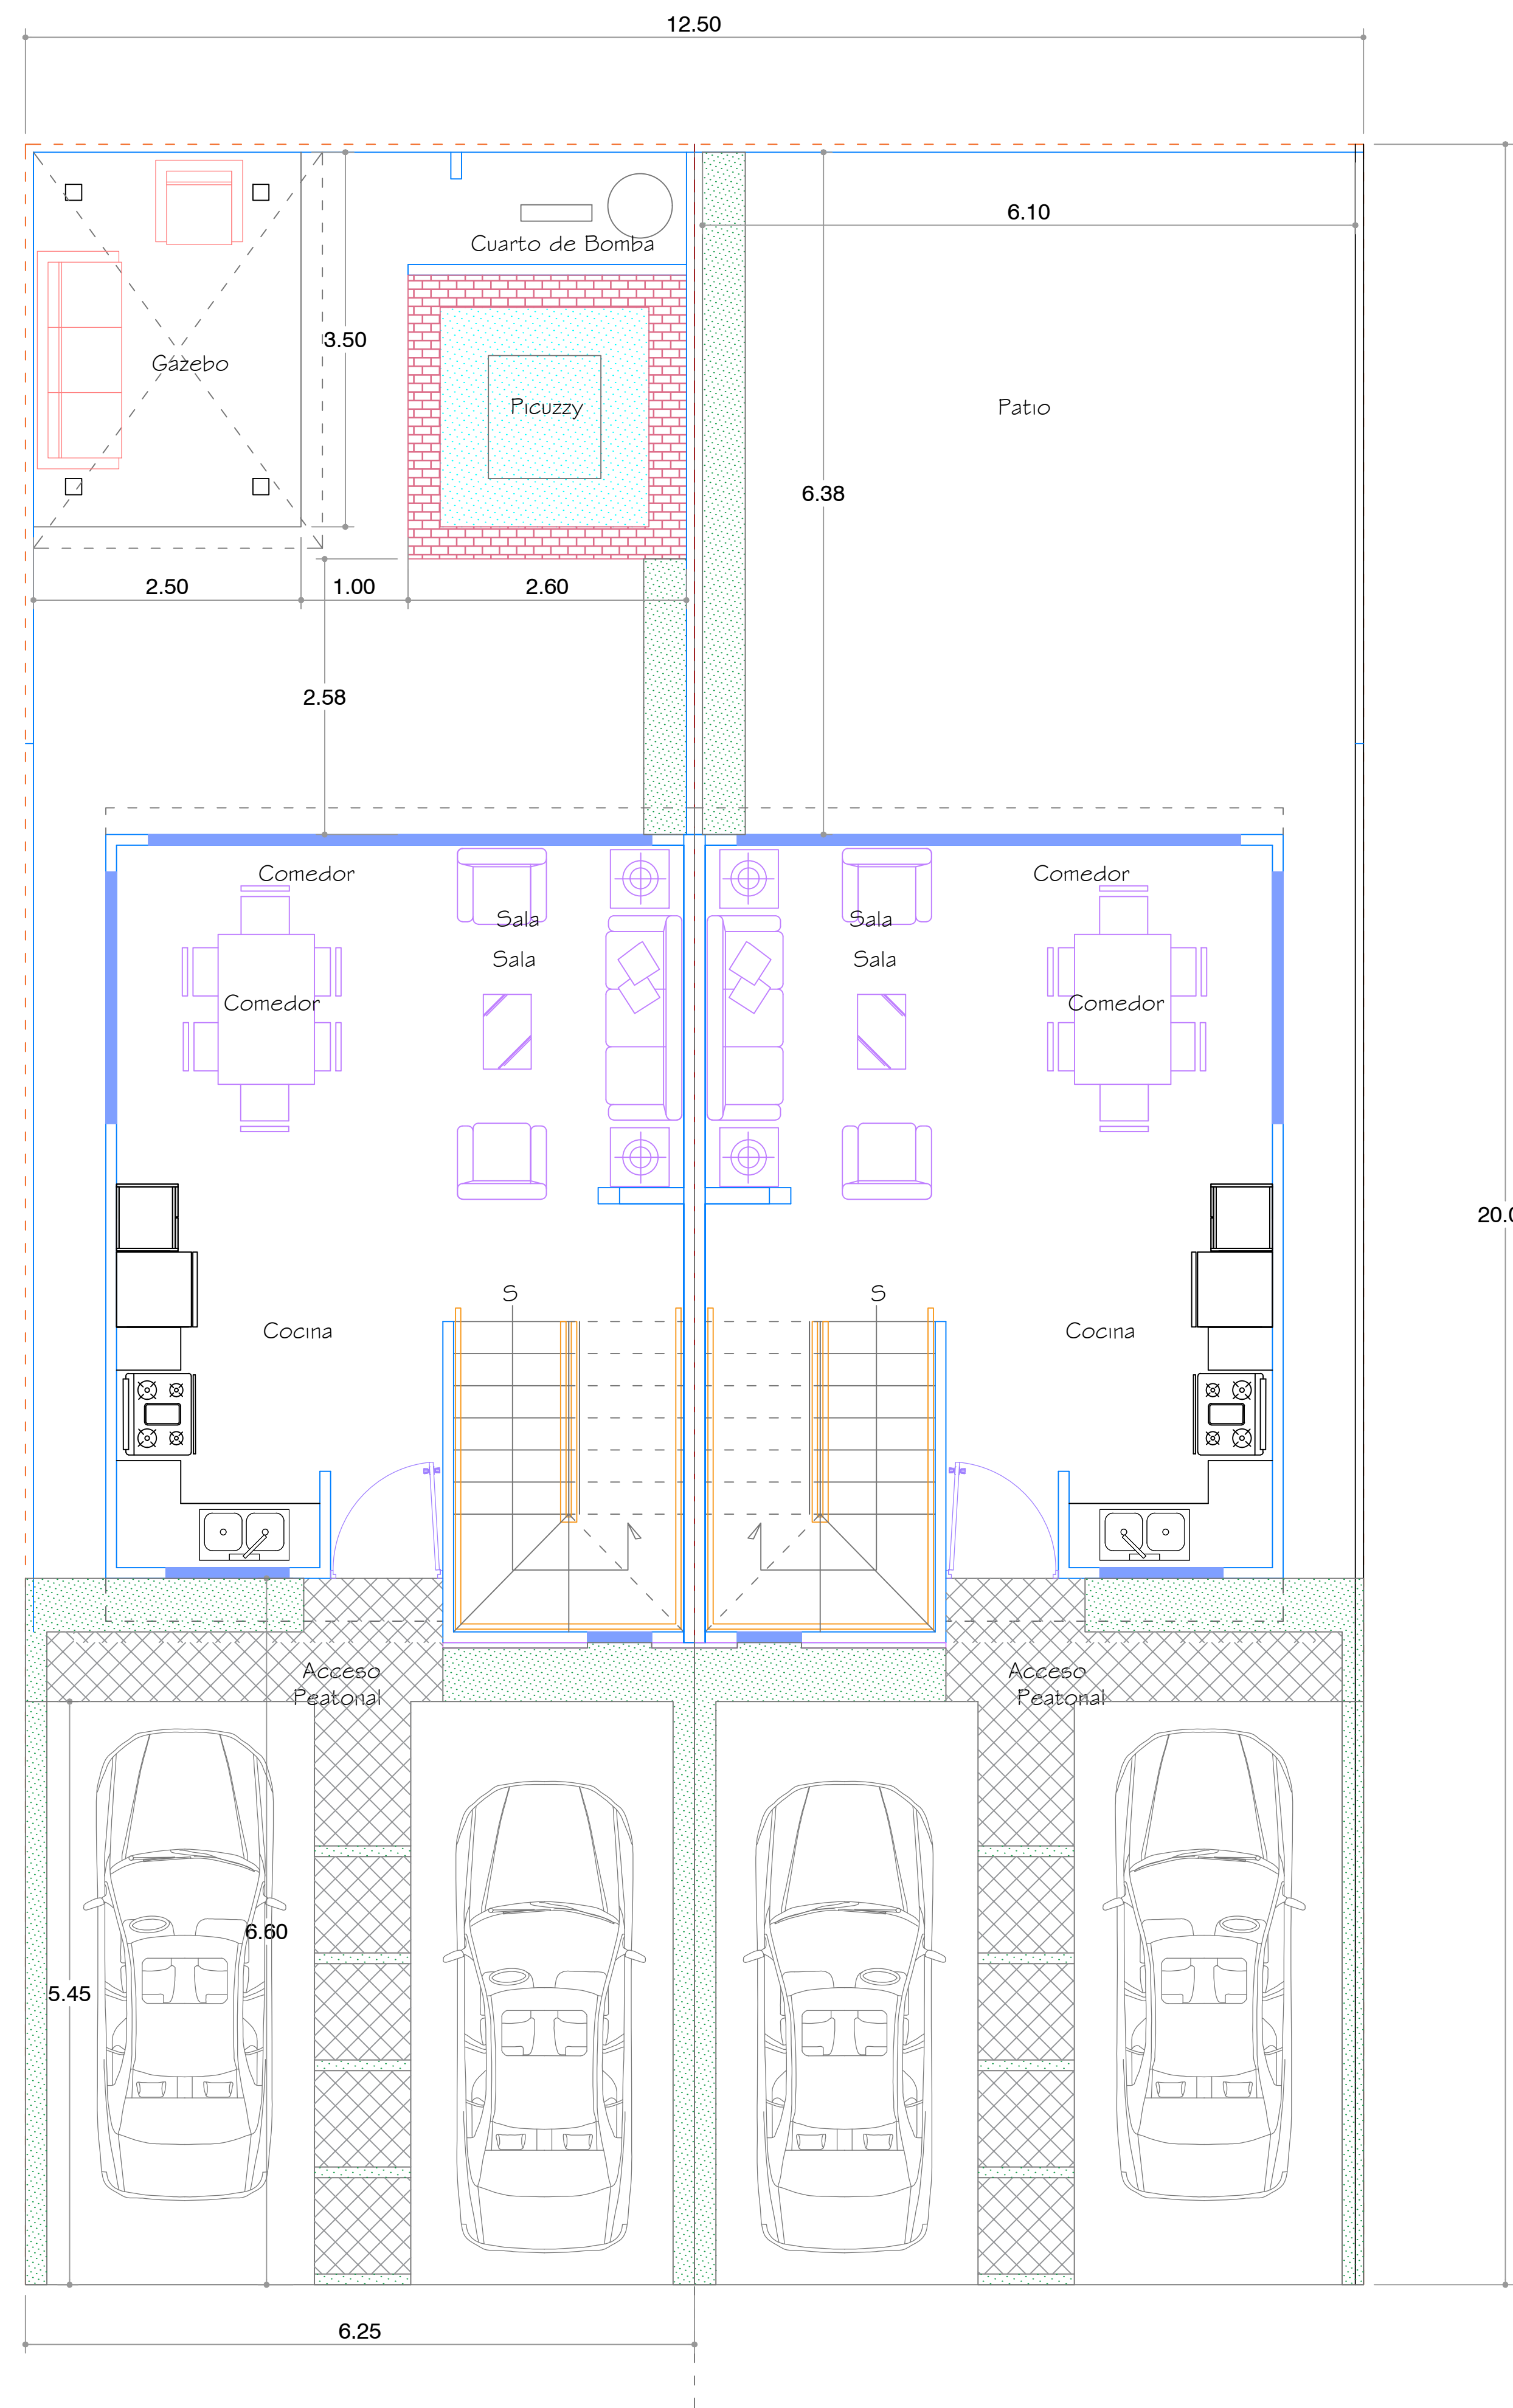 12.50
6.10
Cuarto de Bomba
3.50
Gazebo
Picuzzy
Patio
6.38
2.50
1.00
2.60
2.58
Comedor
Comedor
Sala
Sala
Sala
Sala
Comedor
Comedor
20.0
S
S
Cocina
Cocina
Acceso
Peatonal
Acceso
Peatonal
6.60
5.45
6.25